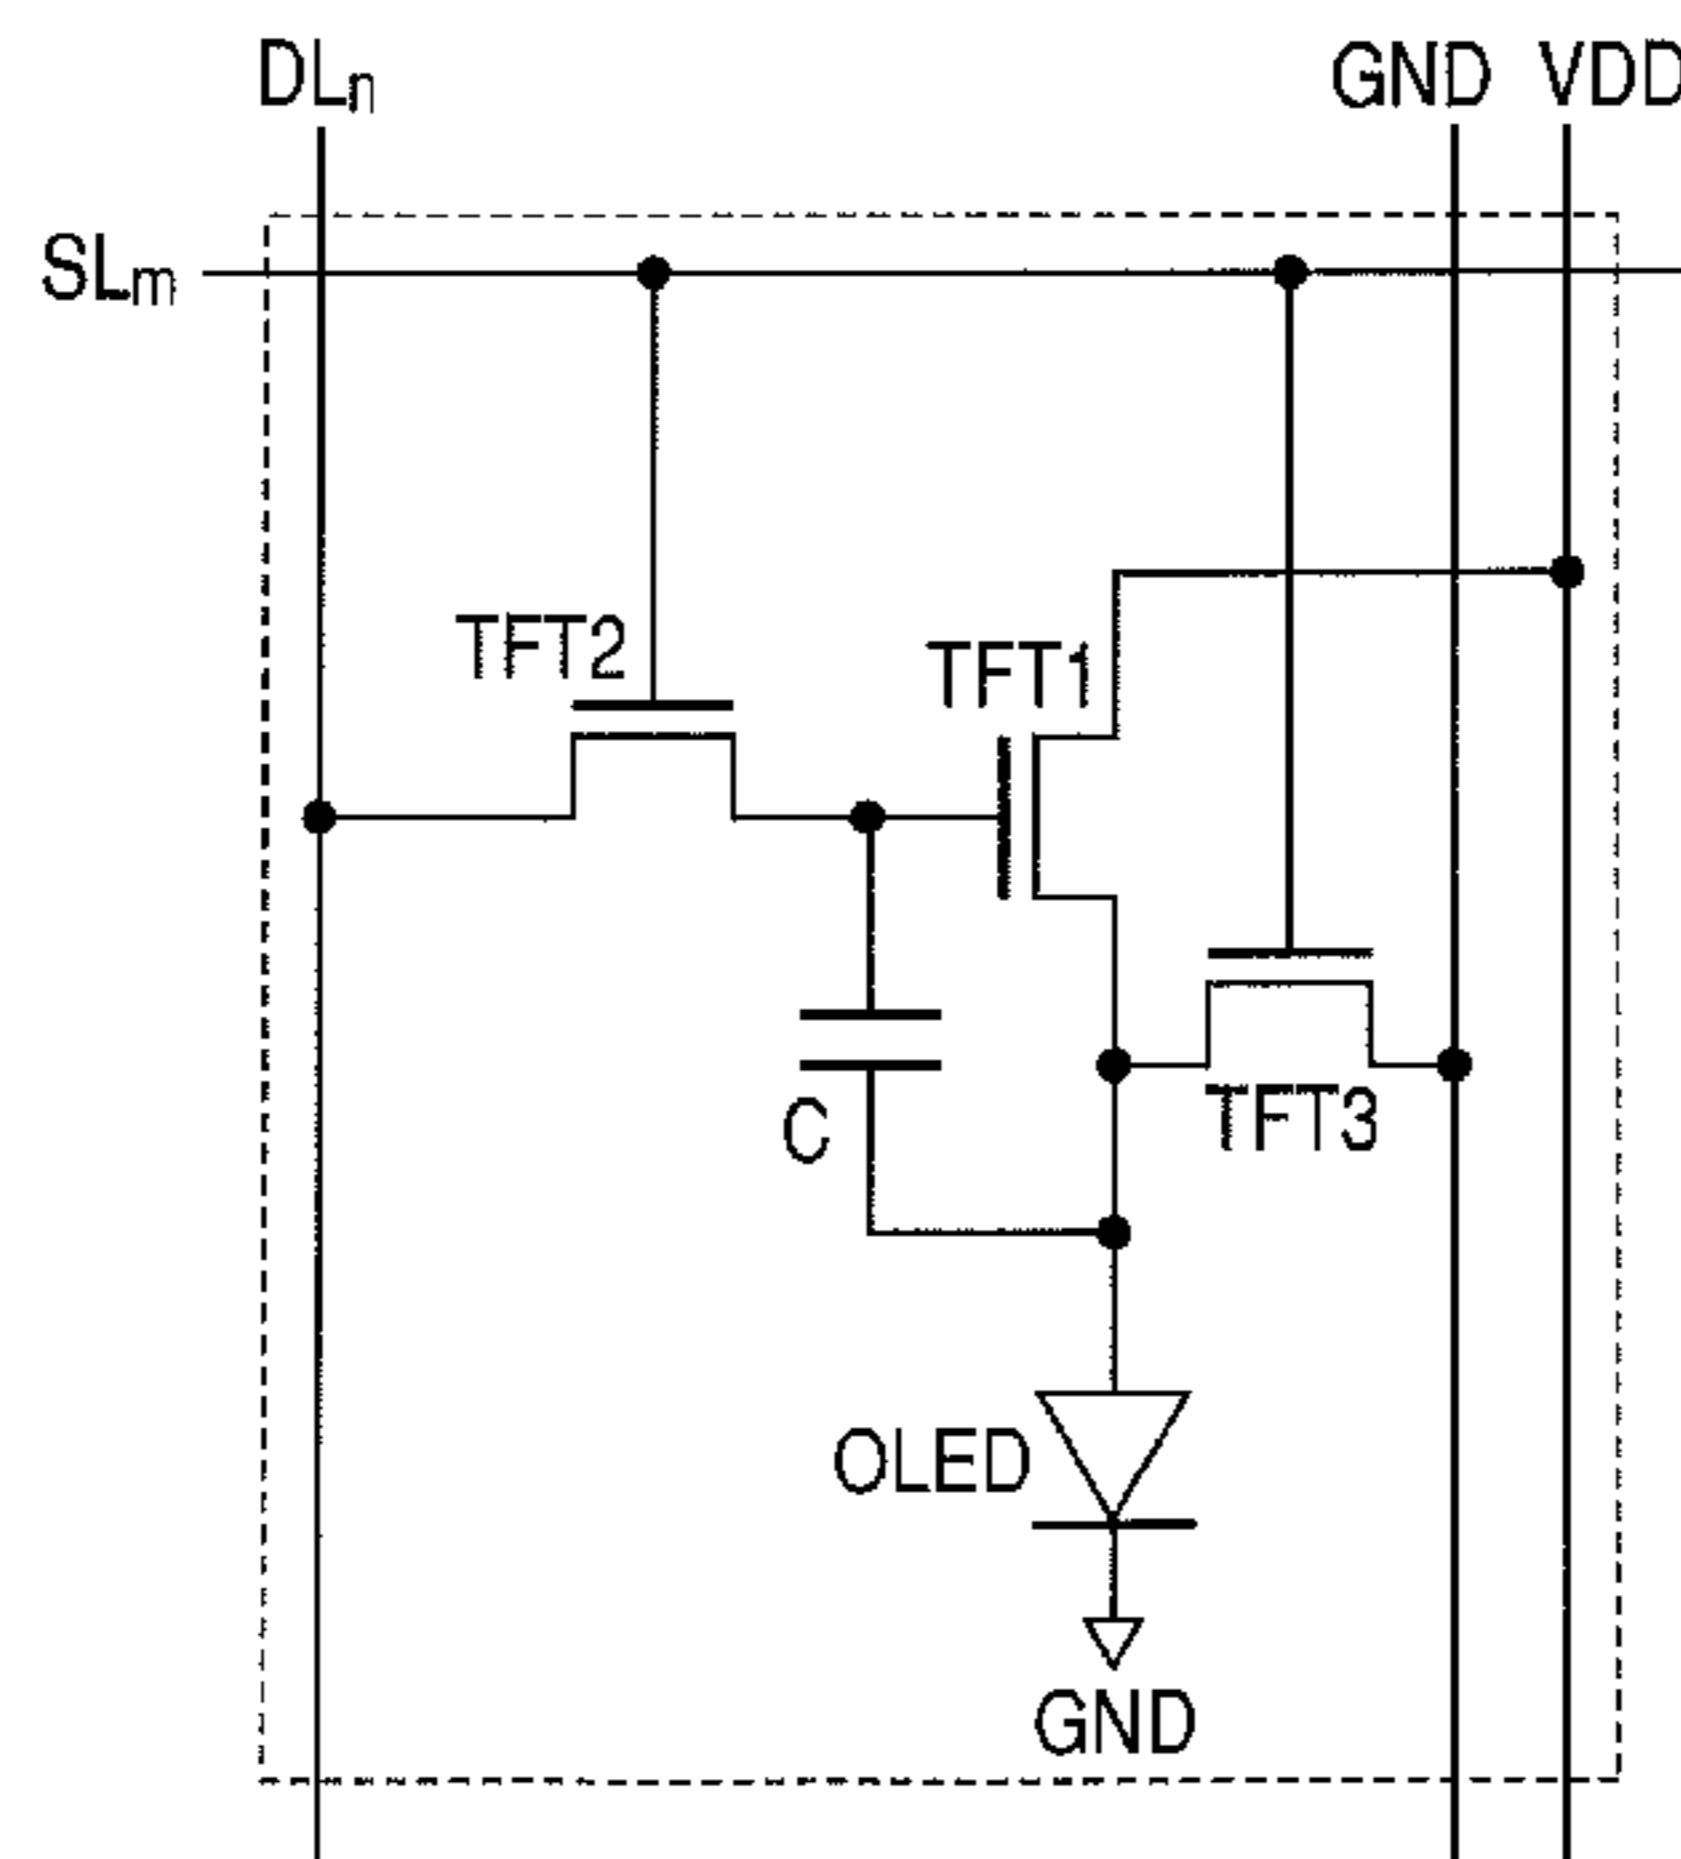 DLn GND VDD
SLm
TFT2
TFT1
TFT3
C
OLED
GND